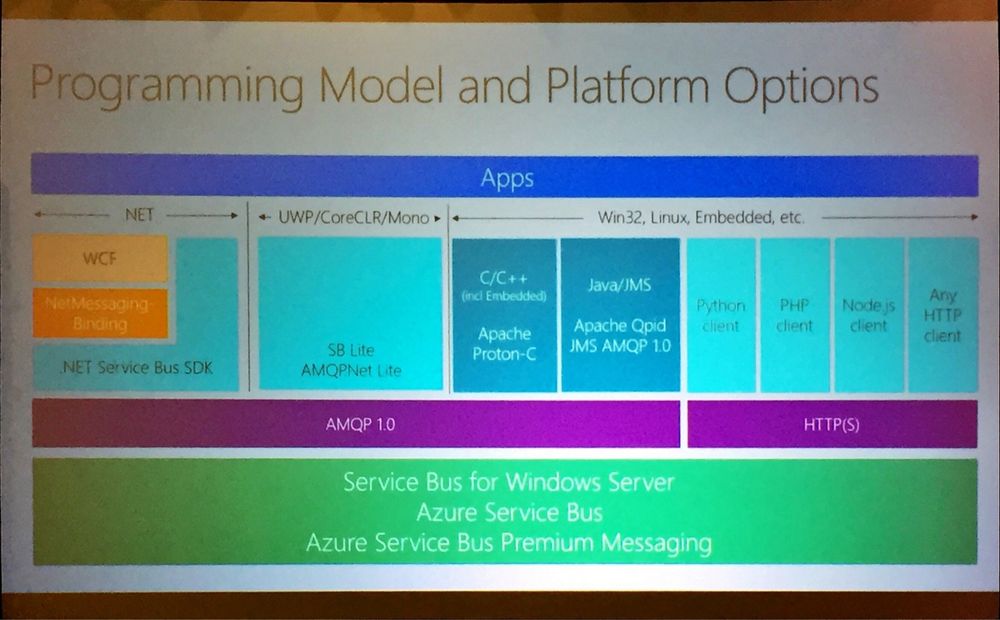 Programming Model and Platform Options
Apps
.NET
UWP/CoreCLR/Mono
Win32, Linux, Embedded, etc.
WCF
NetMessaging-
Binding
.NET Service Bus SDK
SB Lite
AMQPNet Lite
C/C++
(incl Embedded)
Apache
Proton-C
Java/JMS
Apache Qpid
JMS AMQP 1.0
Python
client
PHP
client
Node.js
client
Any
HTTP
client
AMQP 1.0
HTTP(S)
Service Bus for Windows Server
Azure Service Bus
Azure Service Bus Premium Messaging